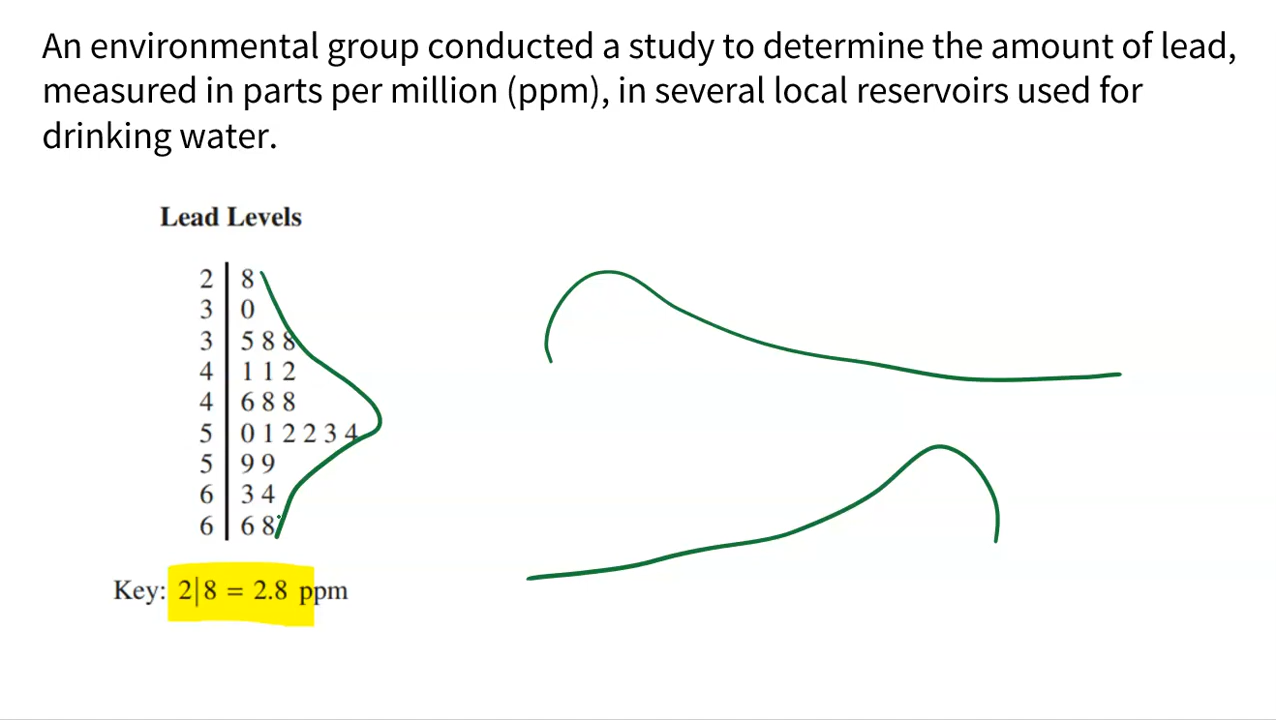 An environmental group conducted a study to determine the amount of lead,
measured in parts per million (ppm), in several local reservoirs used for
drinking water.
Lead Levels
2 | 8
3 | 0
3 | 5 8 8
4 | 1 1 2
4 | 6 8 8
5 | 0 1 2 2 3 4
5 | 9 9
6 | 3 4
6 | 6 8
Key: 2|8 = 2.8 ppm